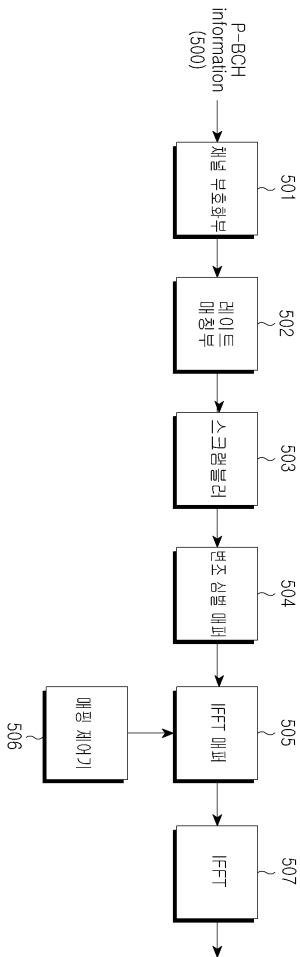 P-BCH
information
(500)
501
채널 부호화부
502
레이트
매칭부
503
스크램블러
504
변조 심벌 매퍼
505
IFFT 매퍼
506
매핑 제어기
507
IFFT